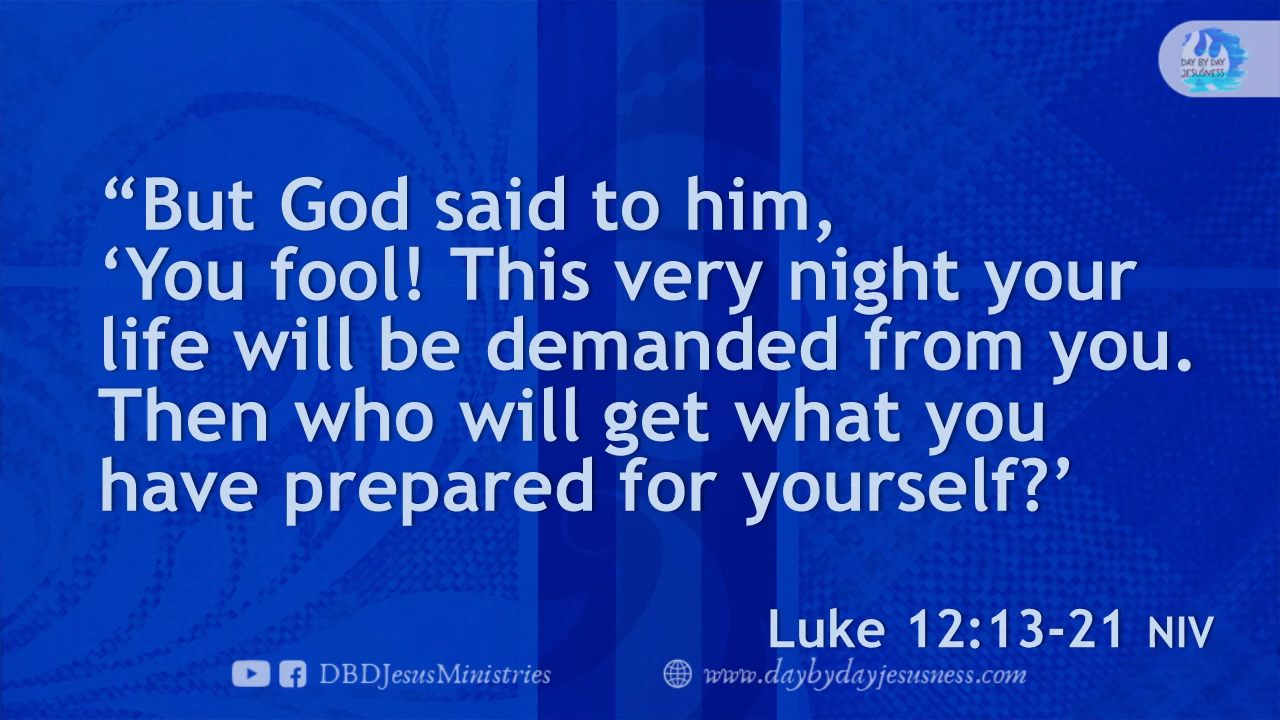 DAY BY DAY
JESUSNESS
“But God said to him,
‘You fool! This very night your
life will be demanded from you.
Then who will get what you
have prepared for yourself?’
Luke 12:13-21 NIV
DBDJesusMinistries
www.daybydayjesusness.com